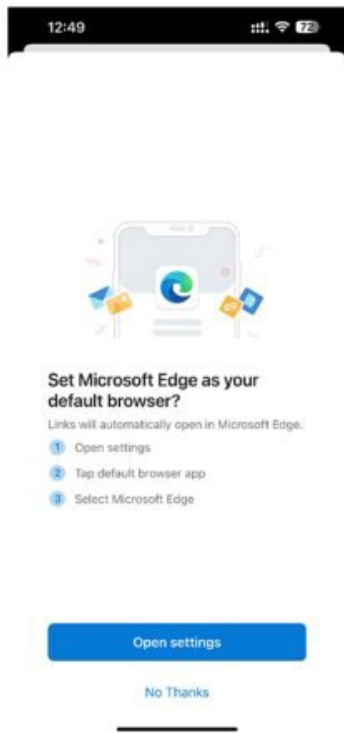 12:49
72
Set Microsoft Edge as your
default browser?
Links will automatically open in Microsoft Edge.
1 Open settings
2 Tap default browser app
3 Select Microsoft Edge
Open settings
No Thanks